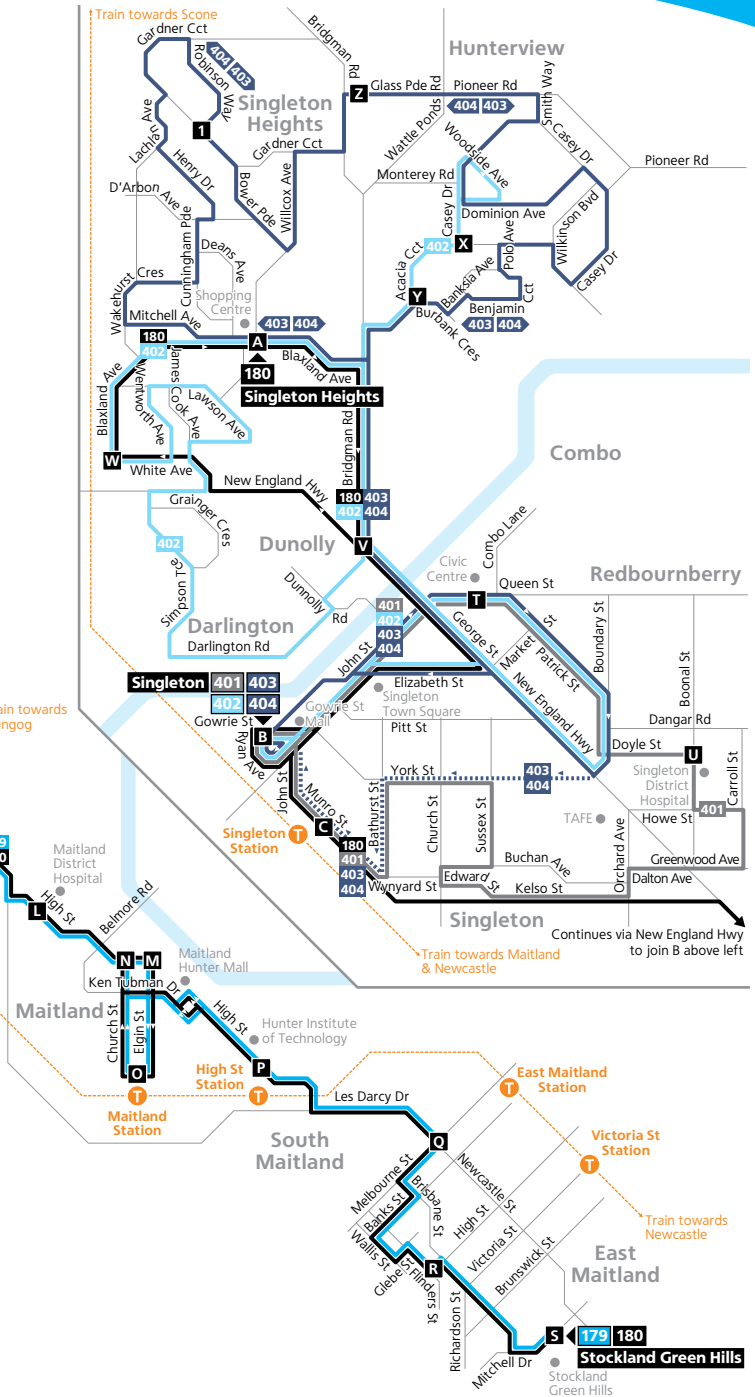 Train towards Scone
Gardner Cct
Robinson Way
404 403
Bridgman Rd
Hunterview
Z
Glass Pde
Pioneer Rd
Smith Way
Singleton
Heights
1
404 403
Wattle Ponds Rd
Lachlan Ave
Gardner Cct
Woodside Ave
Casey Dr
Pioneer Rd
Henry Dr
Monterey Rd
D'Arbon Ave
Bower Pde
Willcox Ave
Casey Dr
Dominion Ave
Wilkinson Bvd
Cunningham Pde
Deans Ave
402
X
Polo Ave
Casey Dr
Acacia Cct
Banksia Ave
Wakehurst Cres
Shopping
Centre
Y
Benjamin Cct
Mitchell Ave
403 404
Burbank Cres
403 404
180
402
A
Blaxland Ave
180
Singleton Heights
Blaxland Ave
Wentworth Ave
James Cook Ave
Lawson Ave
Bridgman Rd
W
White Ave
Combo
New England Hwy
180 403
402 404
Grainger Cres
Combo Lane
402
Dunolly
V
Civic
Centre
Redbournberry
Simpson Tce
Dunnolly Rd
T
Queen St
401
402
403
404
Darlington
George St
Market St
Patrick St
Boundary St
Darlington Rd
John St
Boonal St
Singleton 401 403
402 404
Elizabeth St
New England Hwy
Gowrie St
Gowrie St
Mall
Singleton
Town Square
Dangar Rd
B
Pitt St
Doyle St
Train towards
Ryan Ave
U
York St
403
404
Singleton
District
Hospital
Carroll St
John St
Munro St
Bathurst St
Church St
Sussex St
401
Singleton
Station
T
C
TAFE
Howe St
180
401
403
404
Buchan Ave
Orchard Ave
Greenwood Ave
Maitland
District
Hospital
Wynyard St
Edward St
Kelso St
Dalton Ave
L
High St
Belmore Rd
Singleton
Continues via New England Hwy
to join B above left
Train towards Maitland
& Newcastle
N M
Maitland
Hunter Mall
Ken Tubman Dr
Maitland
High St
Church St
Elgin St
Hunter Institute
of Technology
O
High St
Station
P
East Maitland
Station
T
T
T
Maitland
Station
Les Darcy Dr
Victoria St
Station
South
Maitland
Q
T
Melbourne St
Newcastle St
Brisbane St
Banks St
High St
Train towards
Newcastle
Wallis St
Victoria St
Brunswick St
Glebe St
R
East
Maitland
Flinders St
Richardson St
S
179 180
Stockland Green Hills
Mitchell Dr
Stockland
Green Hills